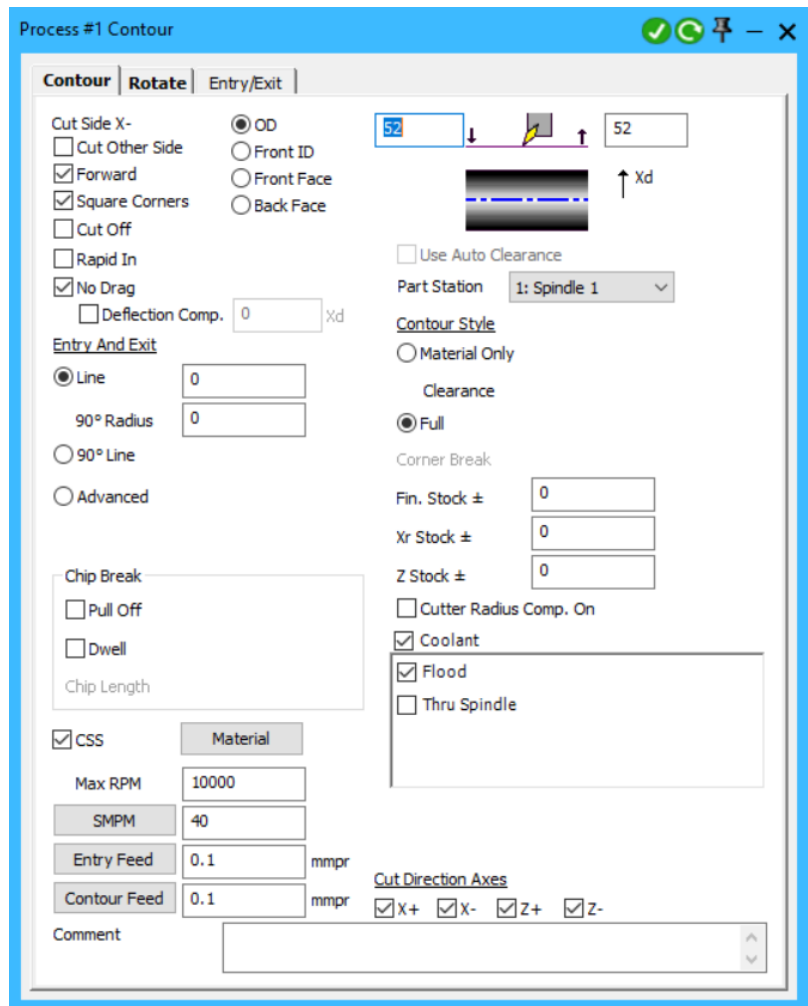 Process #1 Contour
Contour
Rotate
Entry/Exit
Cut Side X-
Cut Other Side
Forward
Square Corners
Cut Off
Rapid In
No Drag
Deflection Comp.
0
Xd
OD
Front ID
Front Face
Back Face
52
52
Xd
Use Auto Clearance
Part Station
1: Spindle 1
Entry And Exit
Line
0
90° Radius
0
90° Line
Advanced
Contour Style
Material Only
Clearance
Full
Corner Break
Fin. Stock ±
0
Xr Stock ±
0
Z Stock ±
0
Chip Break
Pull Off
Dwell
Chip Length
Cutter Radius Comp. On
Coolant
Flood
Thru Spindle
CSS
Material
Max RPM
10000
SMPM
40
Entry Feed
0.1
mmpr
Contour Feed
0.1
mmpr
Cut Direction Axes
X+ X- Z+ Z-
Comment